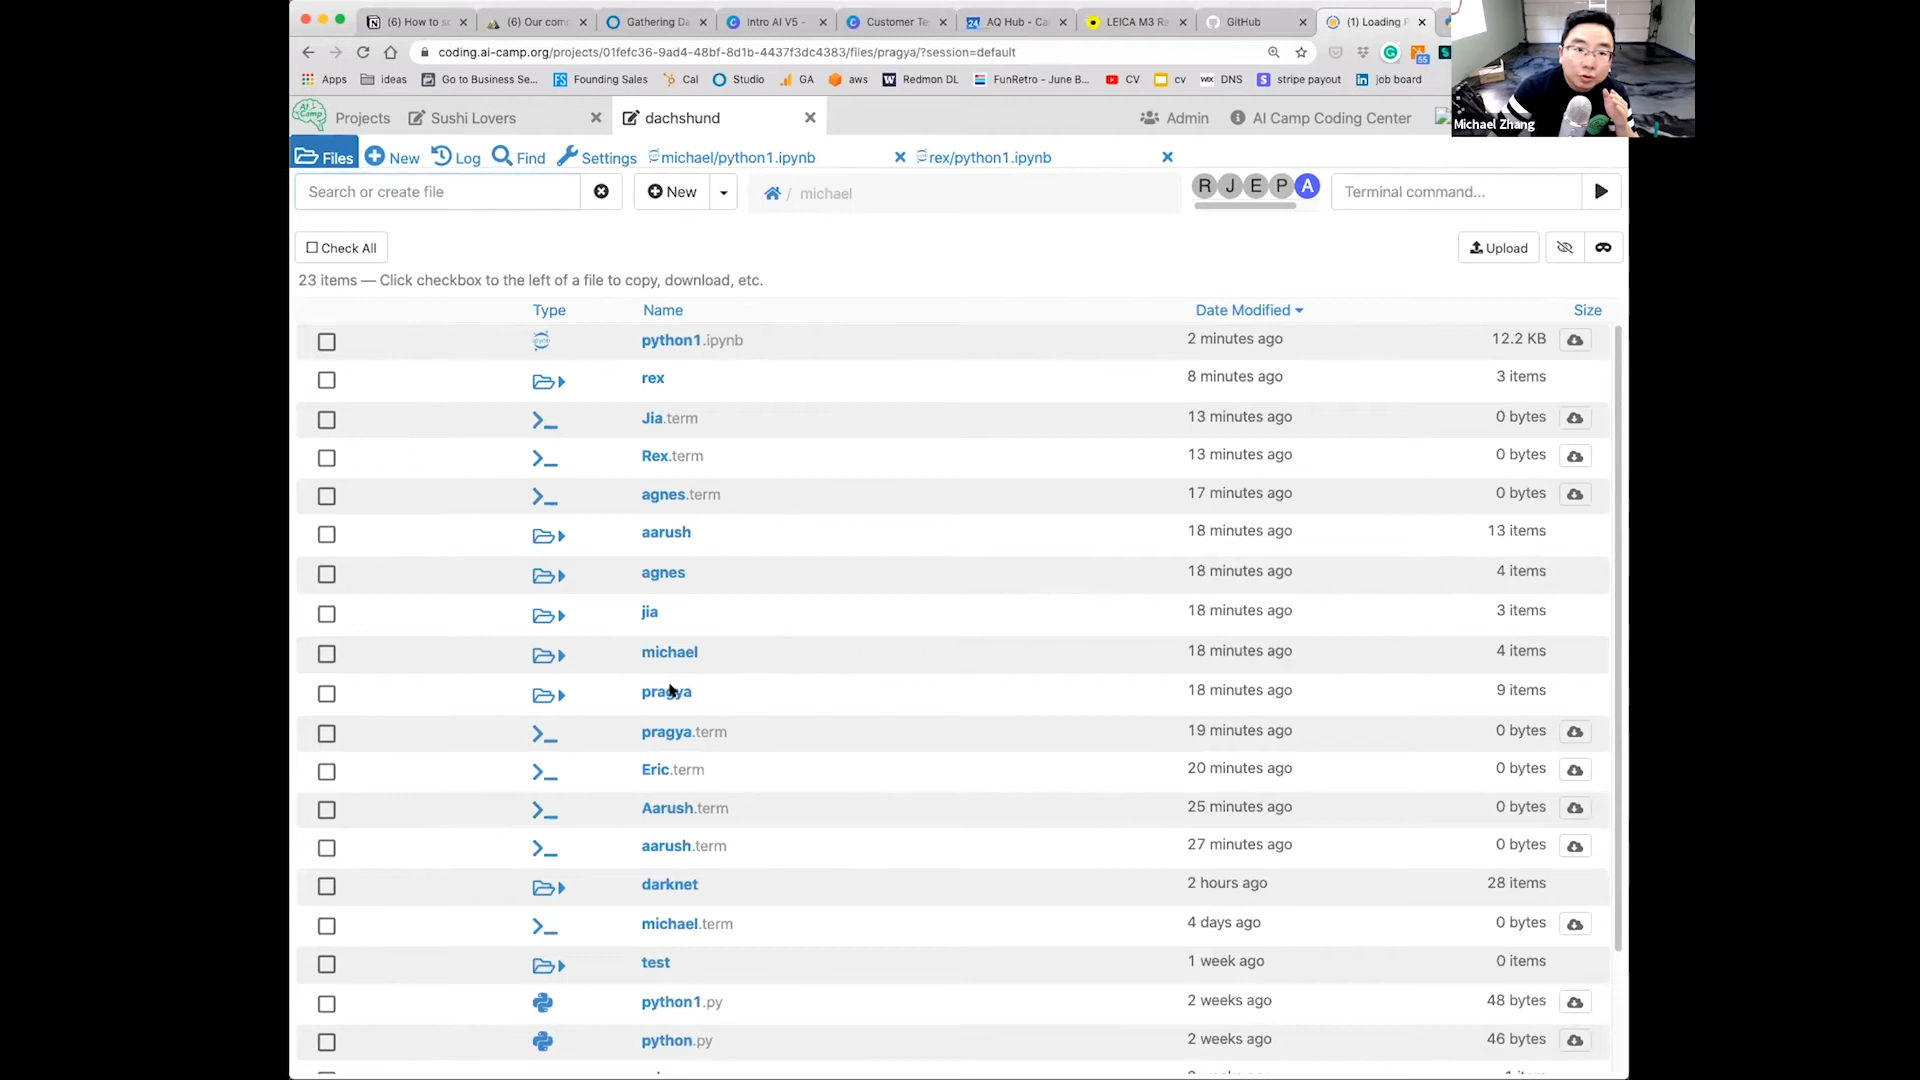 (6) How to sc
(6) Our com
Gathering Da
Intro AI V5 -
Customer Te
24 AQ Hub - Ca
LEICA M3 Re
GitHub
(1) Loading P
coding.ai-camp.org/projects/01fefc36-9ad4-48bf-8d1b-4437f3dc4383/files/pragya/?session=default
Apps ideas Go to Business Se... Founding Sales Cal Studio GA aws Redmon DL FunRetro - June B... CV cv WIX DNS stripe payout job board
Michael Zhang
AI Camp Projects Sushi Lovers dachshund Admin AI Camp Coding Center
Files New Log Find Settings michael/python1.ipynb rex/python1.ipynb
Search or create file New / michael R J E P A Terminal command...
Check All Upload
23 items — Click checkbox to the left of a file to copy, download, etc.
Type Name Date Modified Size
python1.ipynb 2 minutes ago 12.2 KB
rex 8 minutes ago 3 items
Jia.term 13 minutes ago 0 bytes
Rex.term 13 minutes ago 0 bytes
agnes.term 17 minutes ago 0 bytes
aarush 18 minutes ago 13 items
agnes 18 minutes ago 4 items
jia 18 minutes ago 3 items
michael 18 minutes ago 4 items
pragya 18 minutes ago 9 items
pragya.term 19 minutes ago 0 bytes
Eric.term 20 minutes ago 0 bytes
Aarush.term 25 minutes ago 0 bytes
aarush.term 27 minutes ago 0 bytes
darknet 2 hours ago 28 items
michael.term 4 days ago 0 bytes
test 1 week ago 0 items
python1.py 2 weeks ago 48 bytes
python.py 2 weeks ago 46 bytes